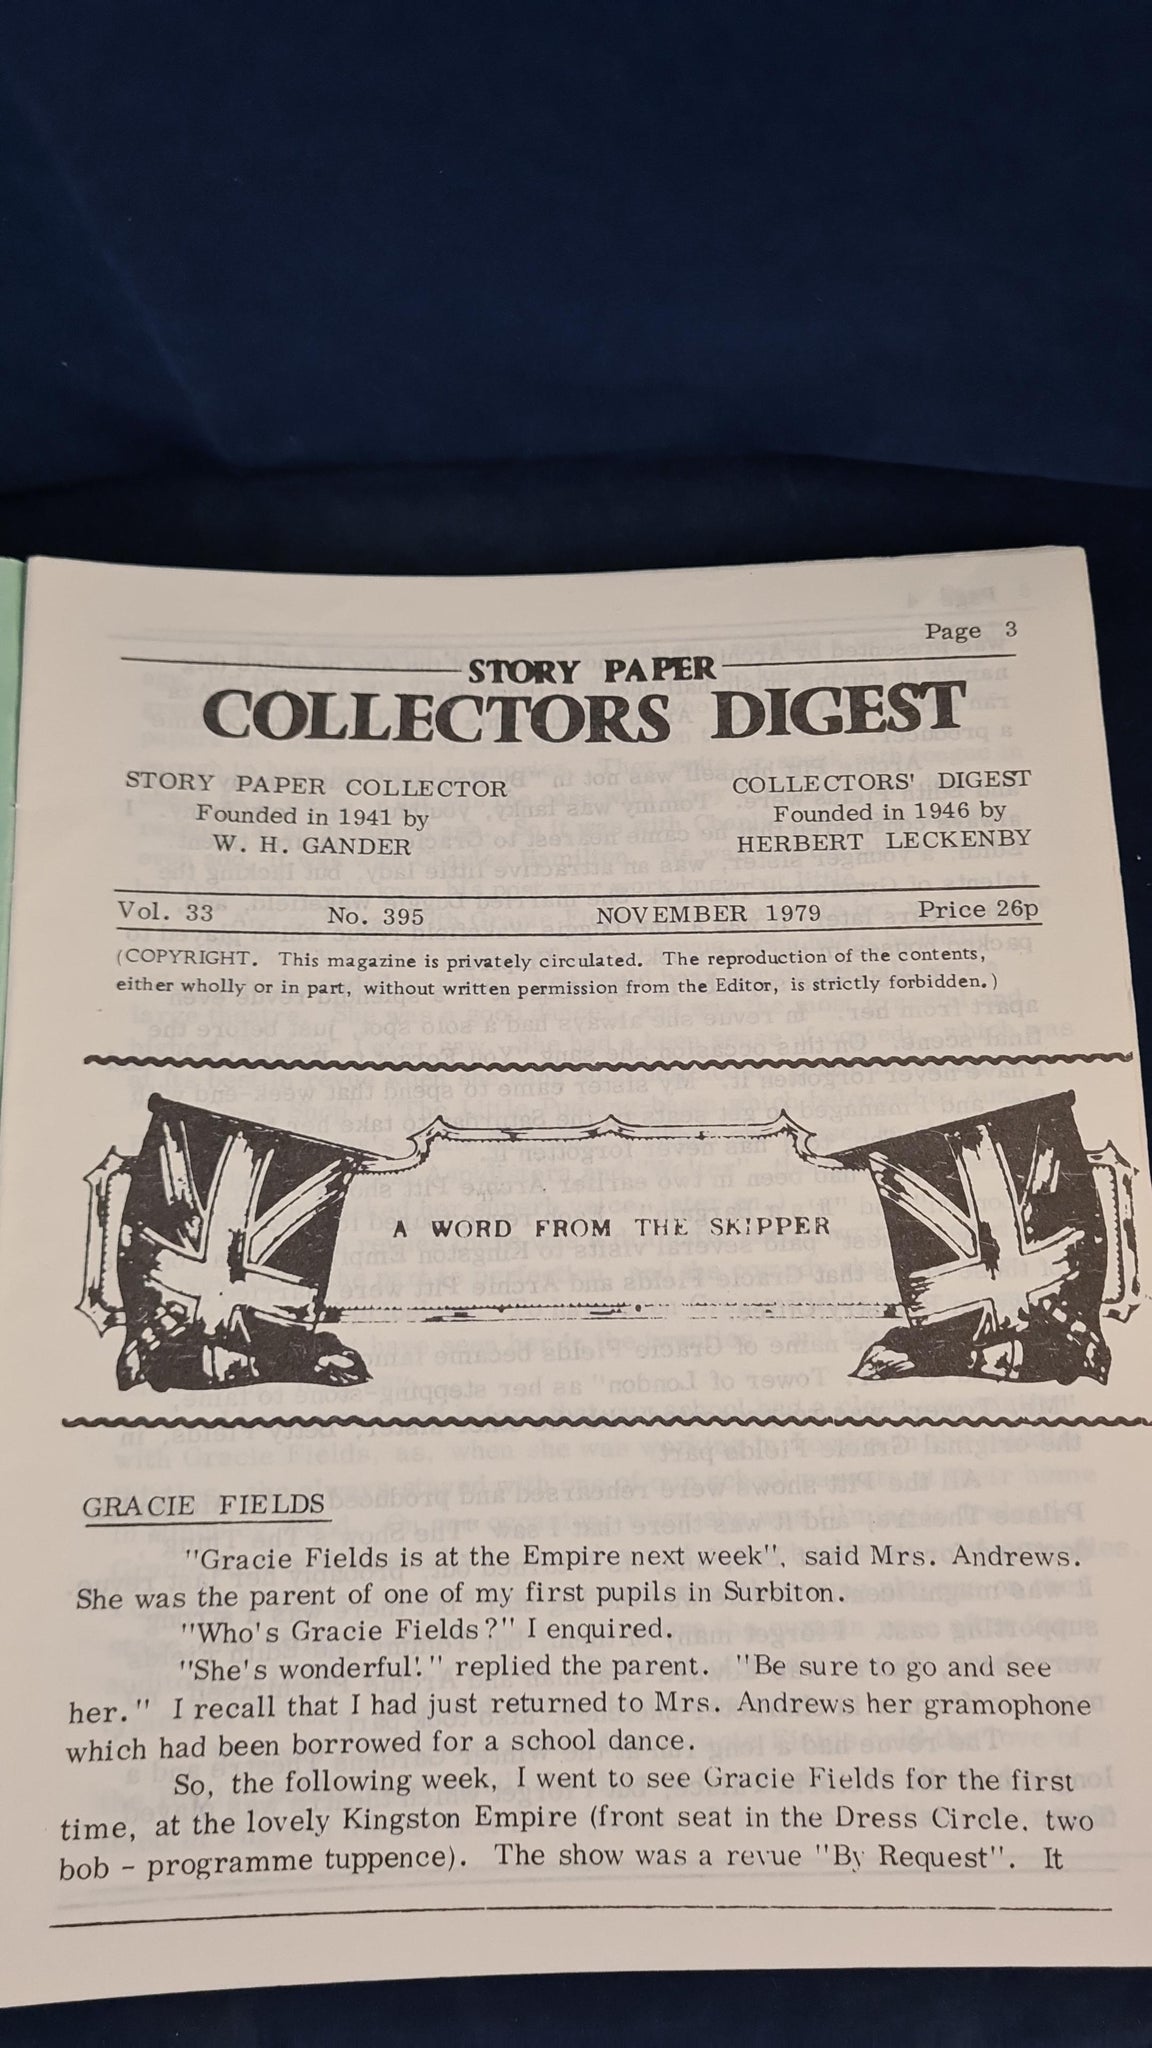 Page 3
STORY PAPER
COLLECTORS DIGEST
STORY PAPER COLLECTOR
Founded in 1941 by
W. H. GANDER
COLLECTORS' DIGEST
Founded in 1946 by
HERBERT LECKENBY
Vol. 33 No. 395 NOVEMBER 1979 Price 26p
(COPYRIGHT. This magazine is privately circulated. The reproduction of the contents,
either wholly or in part, without written permission from the Editor, is strictly forbidden.)
A WORD FROM THE SKIPPER
GRACIE FIELDS
"Gracie Fields is at the Empire next week", said Mrs. Andrews.
She was the parent of one of my first pupils in Surbiton.
"Who's Gracie Fields?" I enquired.
"She's wonderful!" replied the parent. "Be sure to go and see
her." I recall that I had just returned to Mrs. Andrews her gramophone
which had been borrowed for a school dance.
So, the following week, I went to see Gracie Fields for the first
time, at the lovely Kingston Empire (front seat in the Dress Circle, two
bob - programme tuppence). The show was a revue "By Request". It